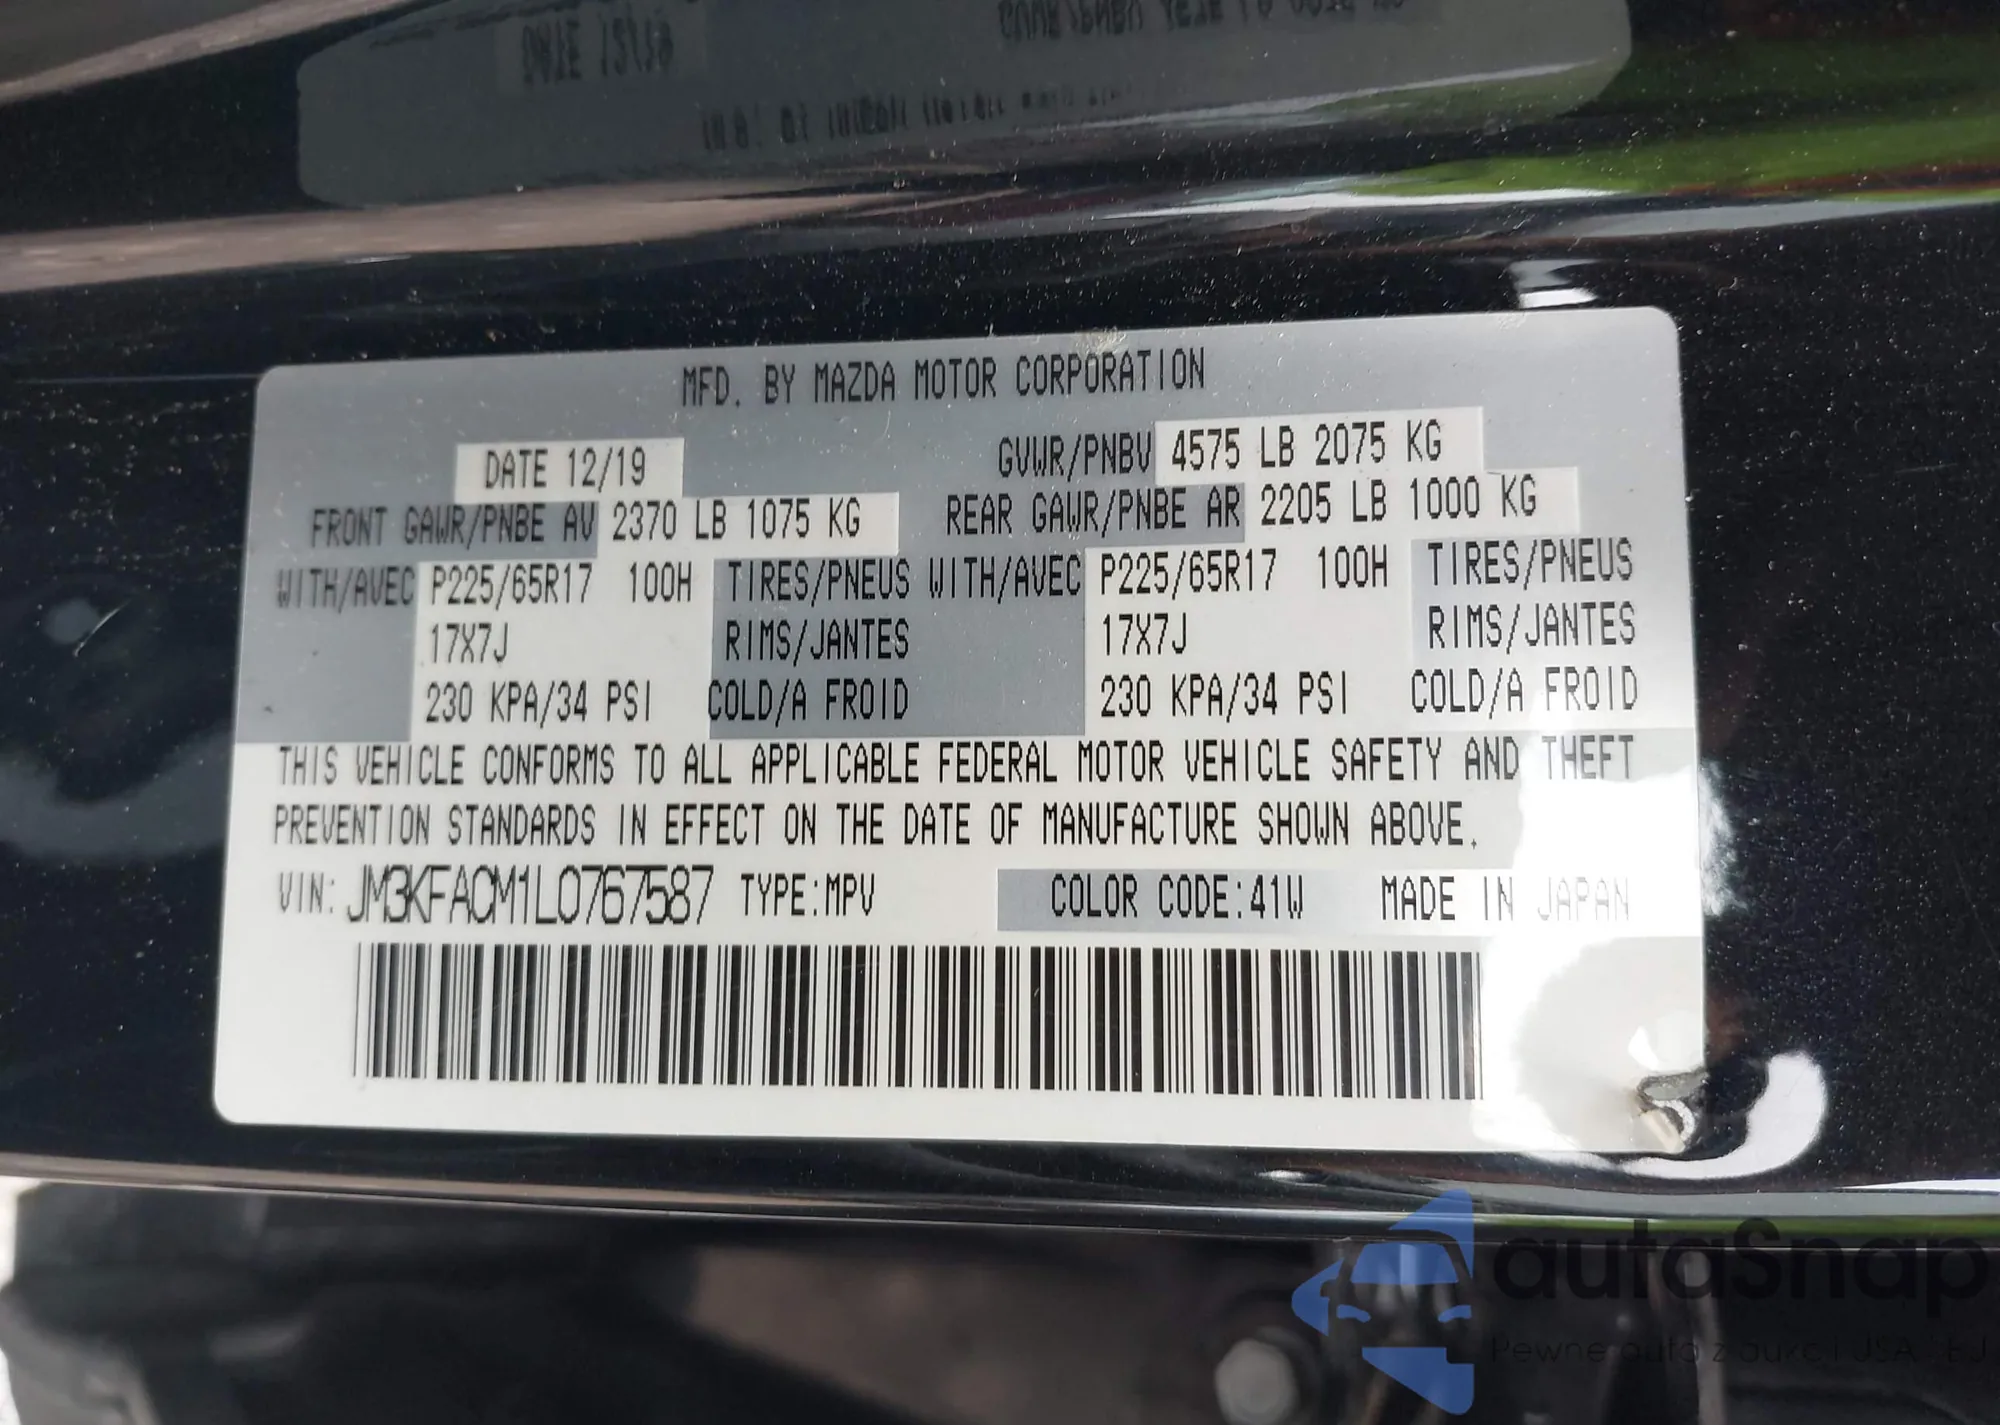 MFD. BY MAZDA MOTOR CORPORATION
DATE 12/19 GVWR/PNBV 4575 LB 2075 KG
FRONT GAWR/PNBE AV 2370 LB 1075 KG REAR GAWR/PNBE AR 2205 LB 1000 KG
WITH/AVEC P225/65R17 100H TIRES/PNEUS WITH/AVEC P225/65R17 100H TIRES/PNEUS
17X7J RIMS/JANTES 17X7J RIMS/JANTES
230 KPA/34 PSI COLD/A FROID 230 KPA/34 PSI COLD/A FROID
THIS VEHICLE CONFORMS TO ALL APPLICABLE FEDERAL MOTOR VEHICLE SAFETY AND THEFT
PREVENTION STANDARDS IN EFFECT ON THE DATE OF MANUFACTURE SHOWN ABOVE.
VIN: JM3KFACM1L0767587 TYPE:MPV COLOR CODE:41W MADE IN JAPAN
autaSnap
Pewne auta z aukcji USA